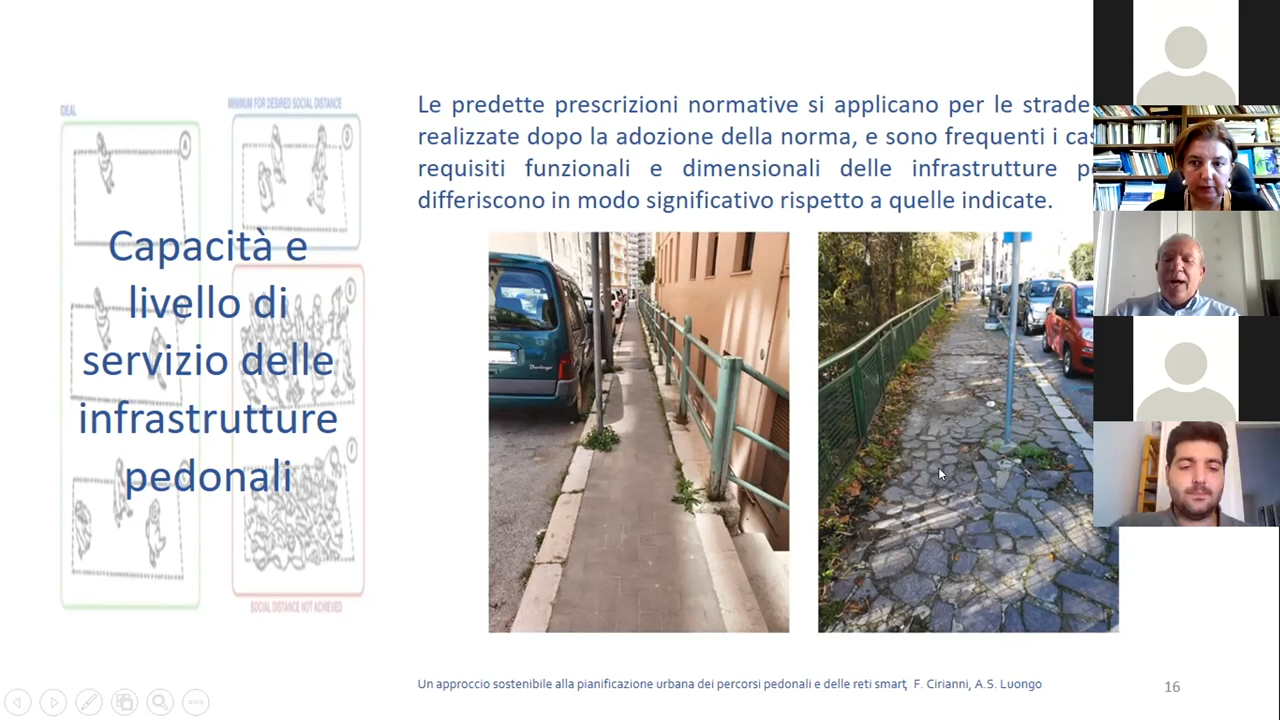 IDEAL
MINIMUM FOR DESIRED SOCIAL DISTANCE
Capacità e
livello di
servizio delle
infrastrutture
pedonali
SOCIAL DISTANCE NOT ACHIEVED
Le predette prescrizioni normative si applicano per le strade
realizzate dopo la adozione della norma, e sono frequenti i
requisiti funzionali e dimensionali delle infrastrutture
differiscono in modo significativo rispetto a quelle indicate.
Un approccio sostenibile alla pianificazione urbana dei percorsi pedonali e delle reti smart, F. Cirianni, A.S. Luongo
16